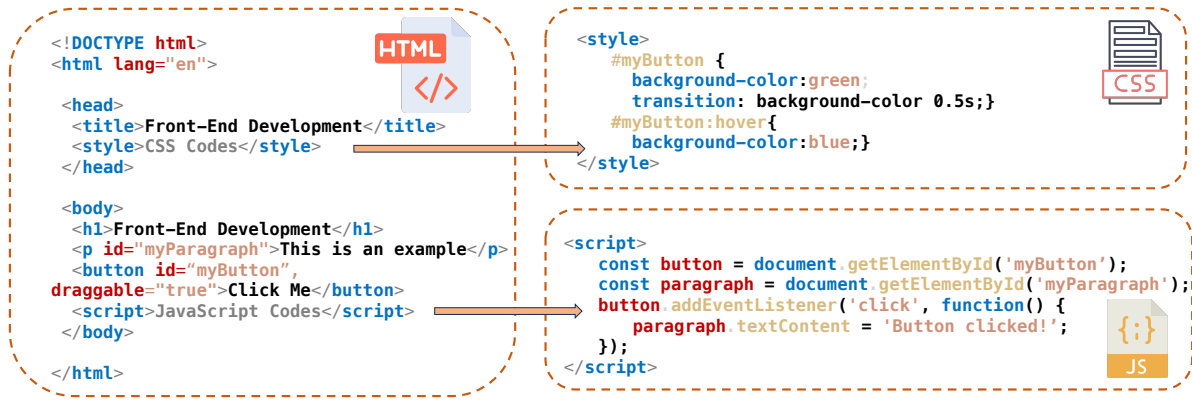 <!DOCTYPE html>
<html lang="en">
<head>
<title>Front-End Development</title>
<style>CSS Codes</style>
</head>
<body>
<h1>Front-End Development</h1>
<p id="myParagraph">This is an example</p>
<button id=“myButton”,
draggable="true">Click Me</button>
<script>JavaScript Codes</script>
</body>
</html>
HTML
</>
<style>
#myButton {
background-color:green;
transition: background-color 0.5s;}
#myButton:hover{
background-color:blue;}
</style>
CSS
<script>
const button = document.getElementById('myButton’);
const paragraph = document.getElementById('myParagraph');
button.addEventListener('click', function() {
paragraph.textContent = 'Button clicked!’;
});
</script>
{;}
JS